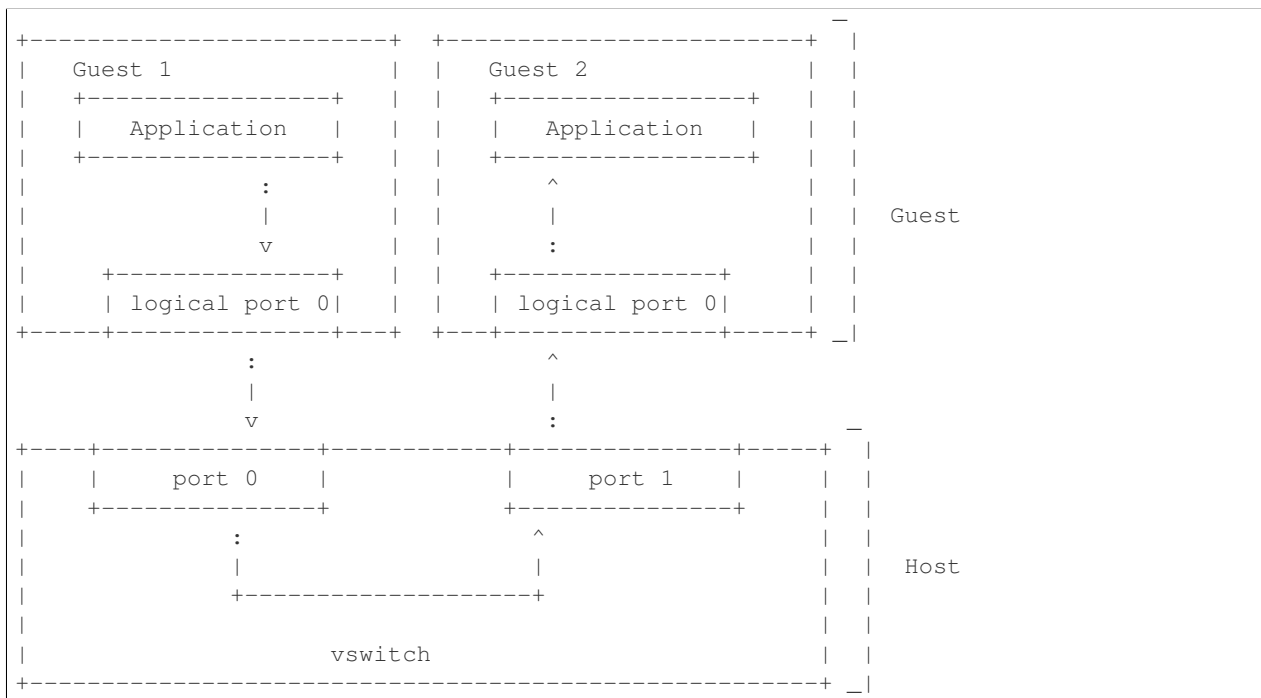 Guest 1 Guest 2
Application Application
Guest
logical port 0 logical port 0
port 0 port 1
Host
vswitch